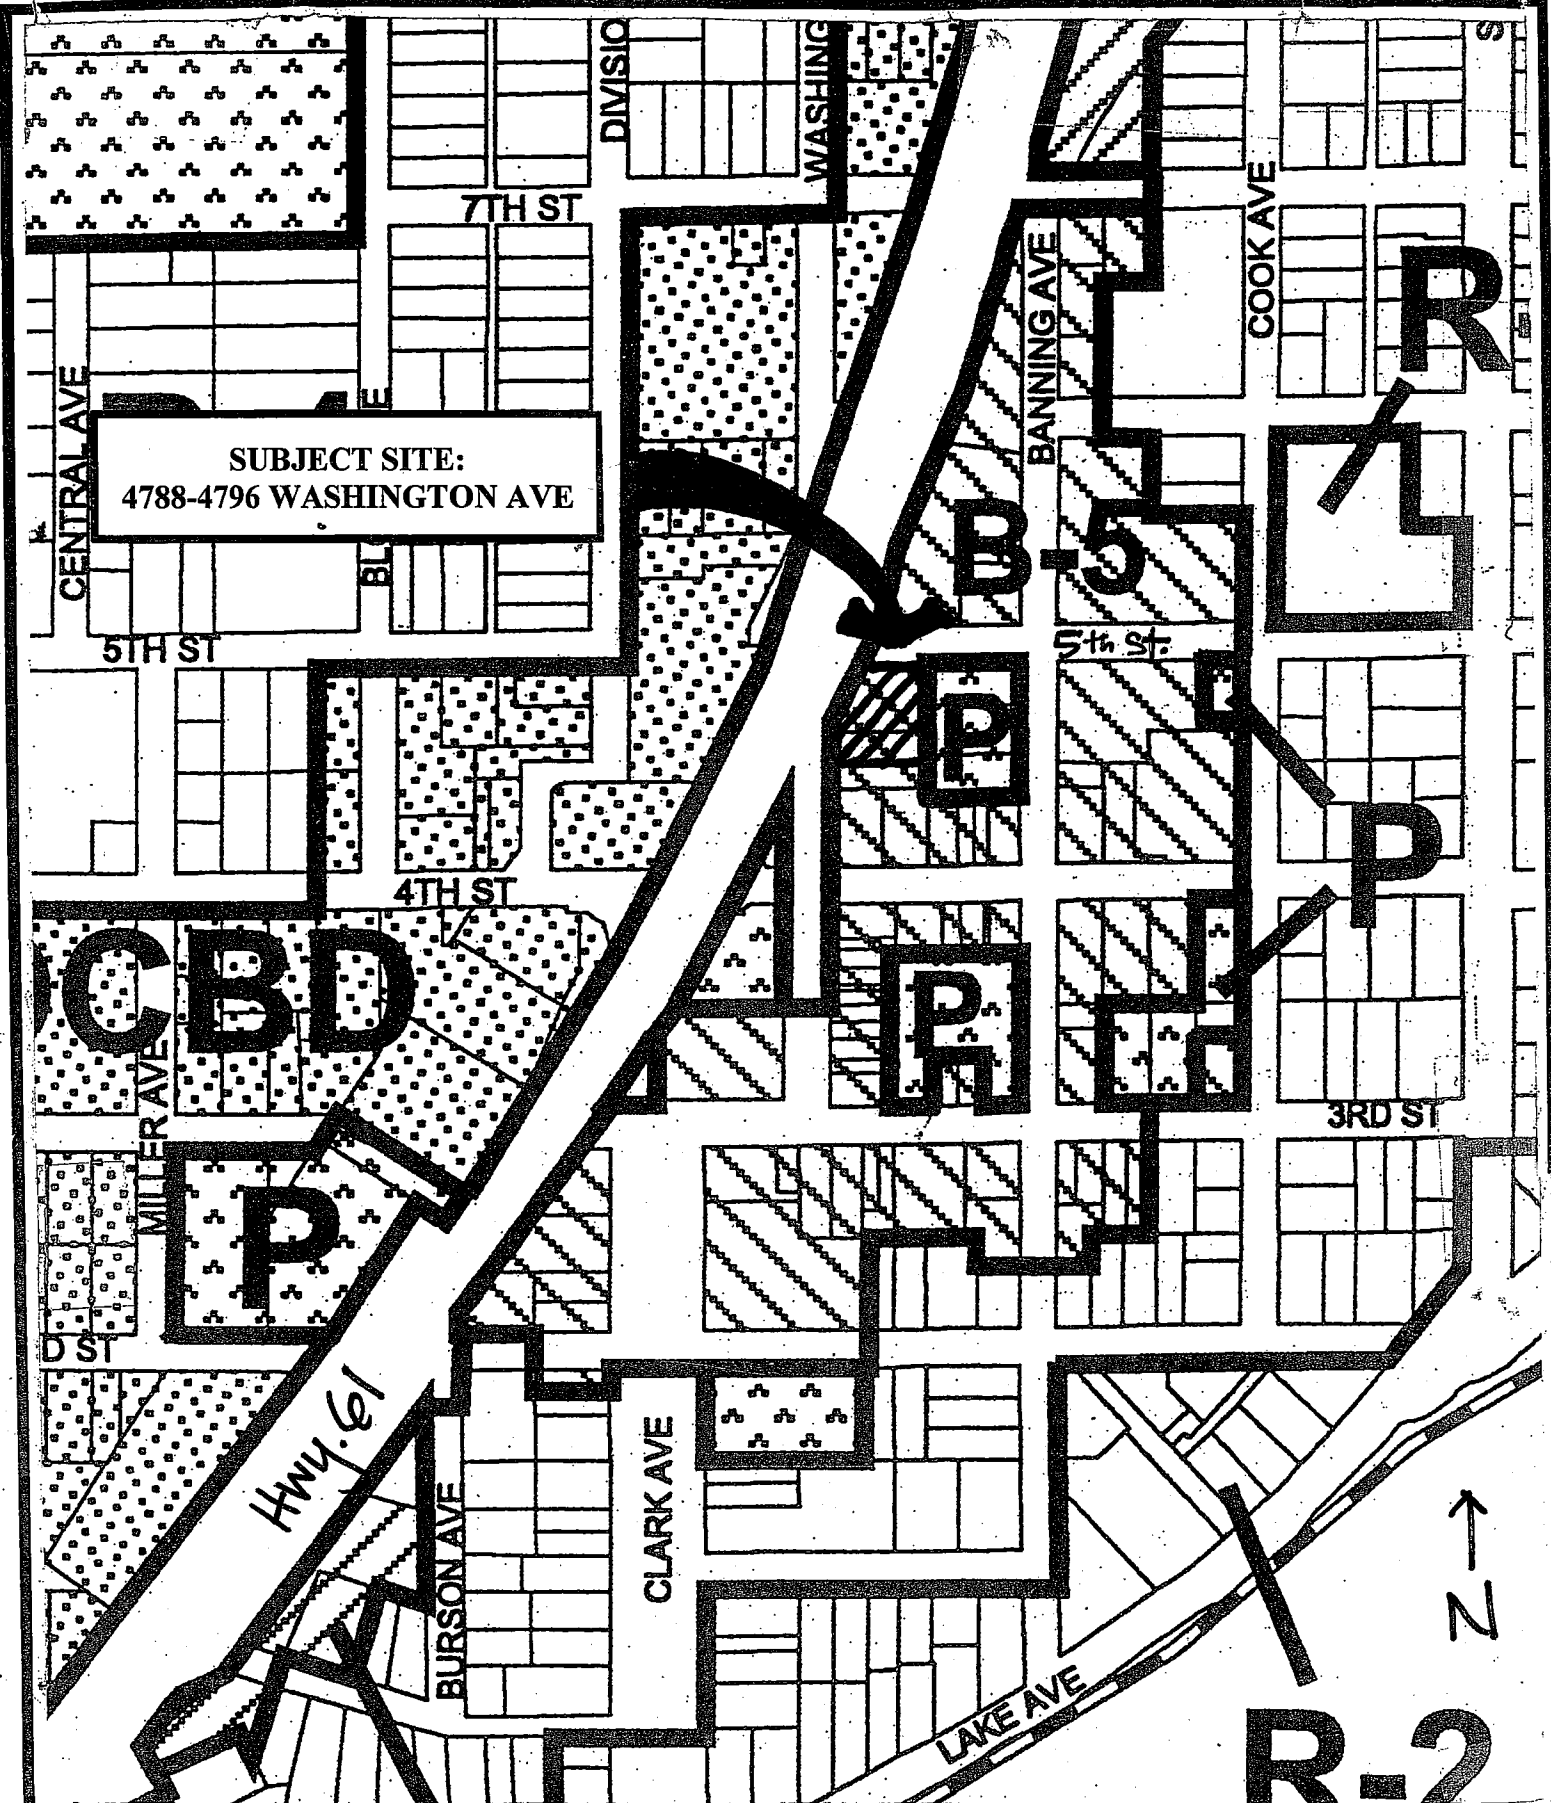 DIVISIO
WASHING
S
7TH ST
COOK AVE
R
BANNING AVE
CENTRAL AVE
SUBJECT SITE:
4788-4796 WASHINGTON AVE
B-5
5TH ST
5th St.
P
P
4TH ST
CBD
P
MILLER AVE
3RD ST
P
D ST
Hwy. 61
BURSON AVE
CLARK AVE
N
LAKE AVE
R-2